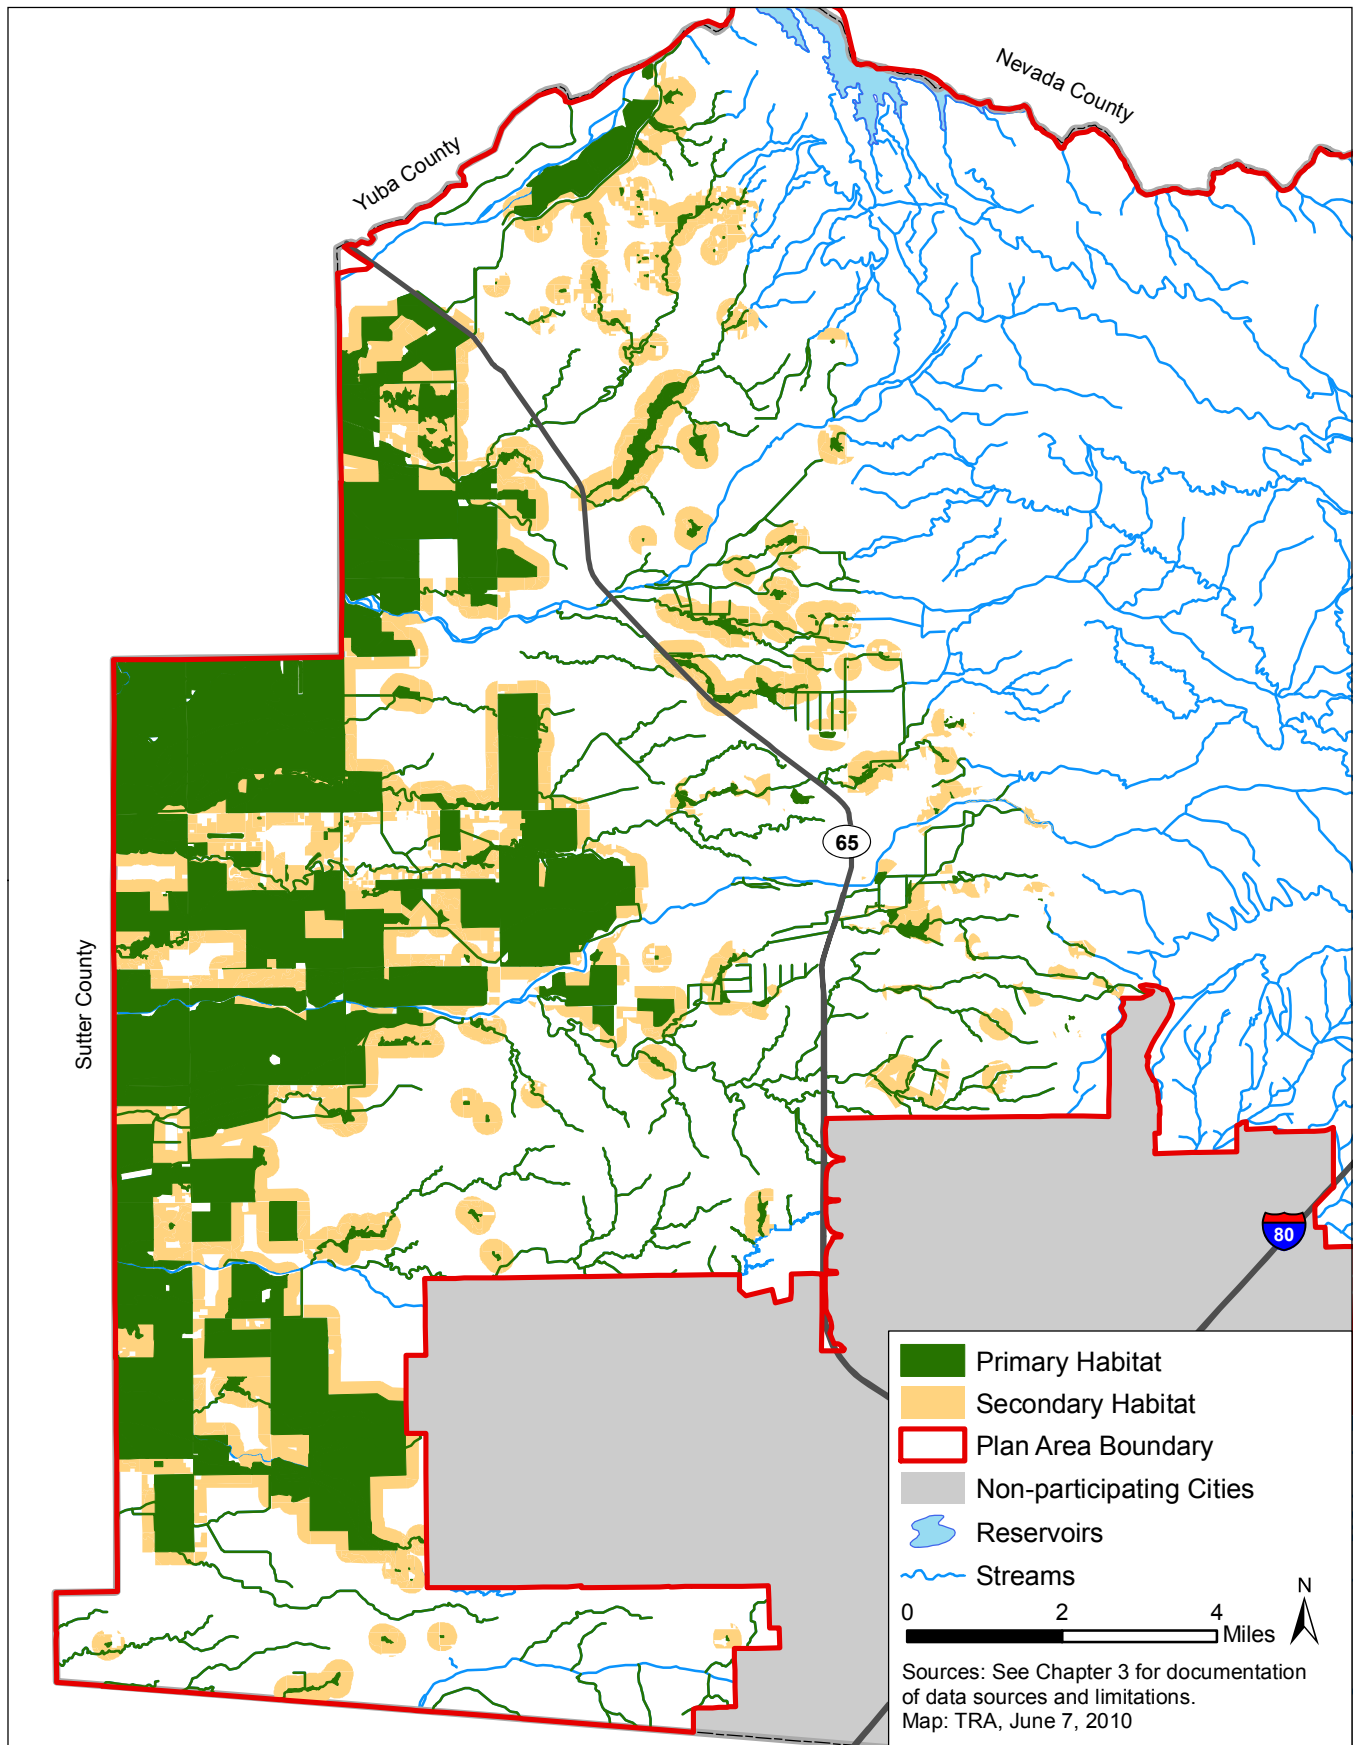 Nevada County
Yuba County
65
Sutter County
80
Primary Habitat
Secondary Habitat
Plan Area Boundary
Non-participating Cities
Reservoirs
Streams
N
0 2 4
Miles
Sources: See Chapter 3 for documentation
of data sources and limitations.
Map: TRA, June 7, 2010